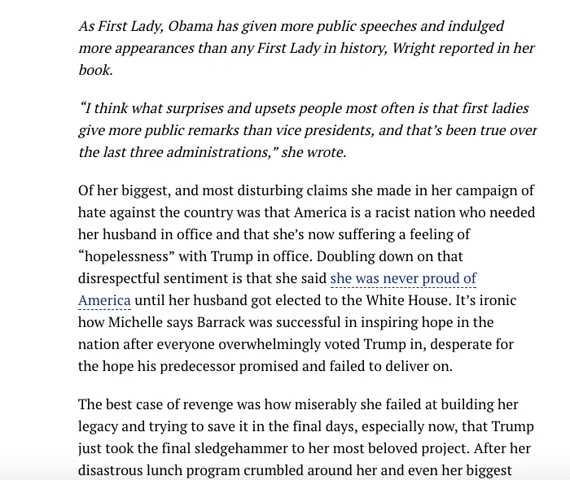 As First Lady, Obama has given more public speeches and indulged
more appearances than any First Lady in history, Wright reported in her
book.
“I think what surprises and upsets people most often is that first ladies
give more public remarks than vice presidents, and that’s been true over
the last three administrations,” she wrote.
Of her biggest, and most disturbing claims she made in her campaign of
hate against the country was that America is a racist nation who needed
her husband in office and that she’s now suffering a feeling of
“hopelessness” with Trump in office. Doubling down on that
disrespectful sentiment is that she said she was never proud of
America until her husband got elected to the White House. It’s ironic
how Michelle says Barrack was successful in inspiring hope in the
nation after everyone overwhelmingly voted Trump in, desperate for
the hope his predecessor promised and failed to deliver on.
The best case of revenge was how miserably she failed at building her
legacy and trying to save it in the final days, especially now, that Trump
just took the final sledgehammer to her most beloved project. After her
disastrous lunch program crumbled around her and even her biggest